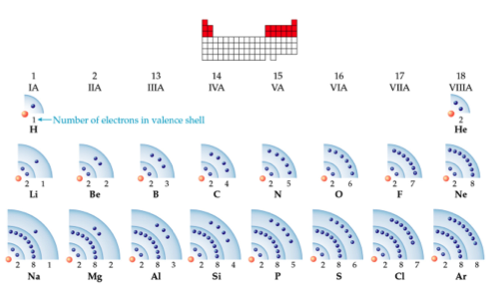 1 2 13 14 15 16 17 18
IA IIA IIIA IVA VA VIA VIIA VIIIA
1 Number of electrons in valence shell 2
H He
2 1 2 2 2 3 2 4 2 5 2 6 2 7 2 8
Li Be B C N O F Ne
2 8 1 2 8 2 2 8 3 2 8 4 2 8 5 2 8 6 2 8 7 2 8 8
Na Mg Al Si P S Cl Ar